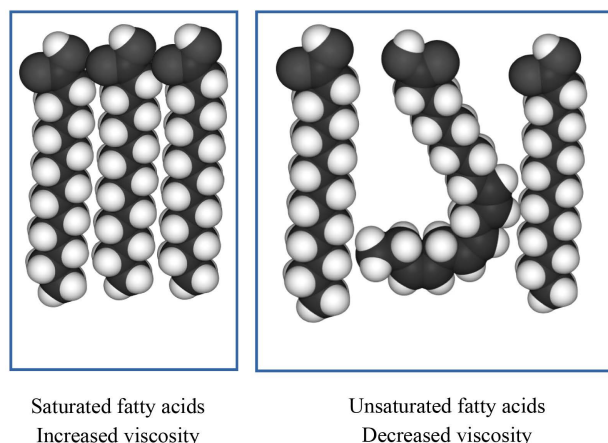 Saturated fatty acids
Increased viscosity
Unsaturated fatty acids
Decreased viscosity